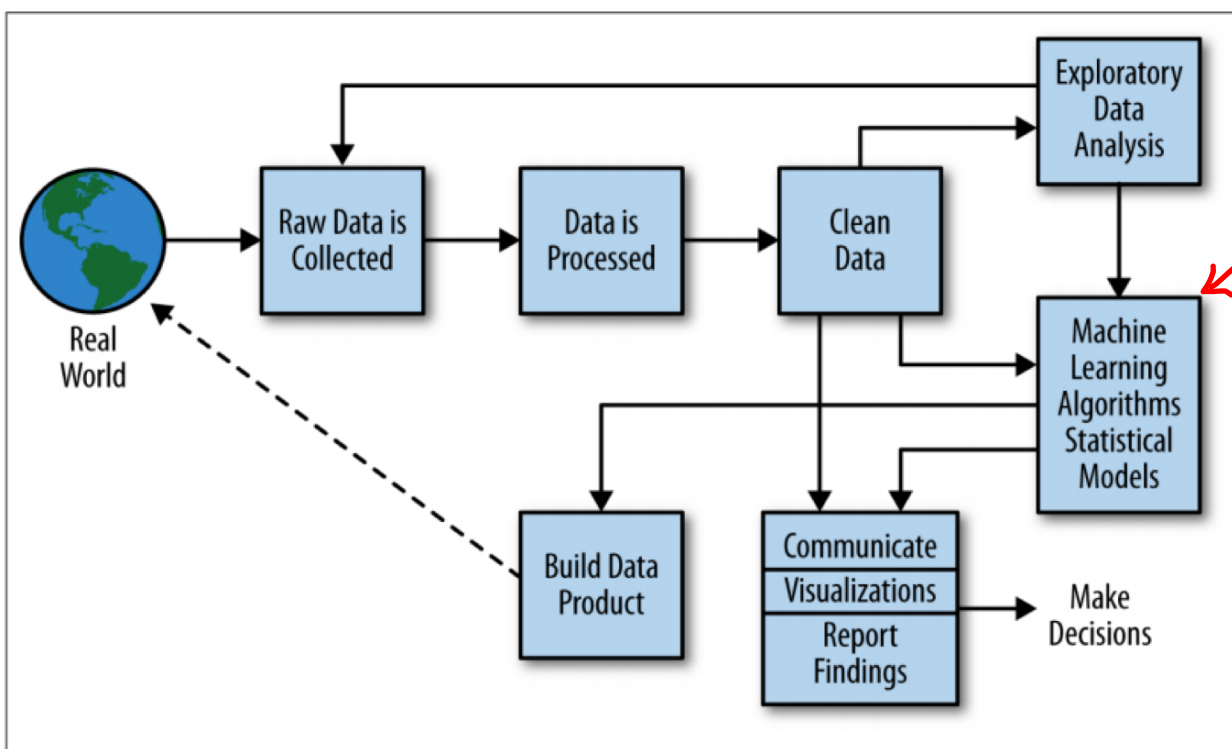 Exploratory
Data
Analysis
Raw Data is
Collected
Data is
Processed
Clean
Data
Real
World
Machine
Learning
Algorithms
Statistical
Models
Build Data
Product
Communicate
Visualizations
Report
Findings
Make
Decisions